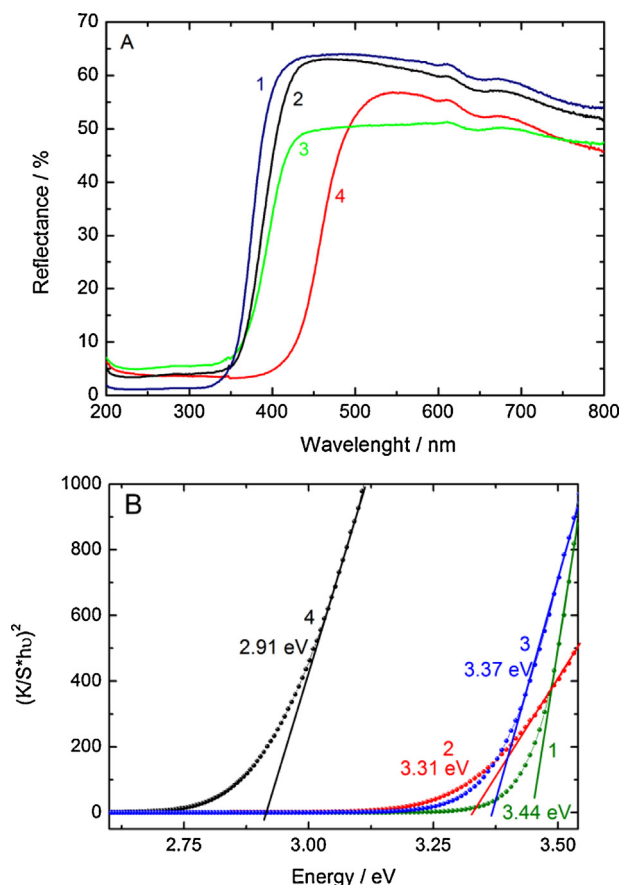 A
70
60
50
40
30
20
10
0
Reflectance / %
1
2
3
4
200 300 400 500 600 700 800
Wavelenght / nm
B
1000
800
600
400
200
0
(K/S*hυ)²
4
2.91 eV
3
3.37 eV
2
3.31 eV
1
3.44 eV
2.75 3.00 3.25 3.50
Energy / eV